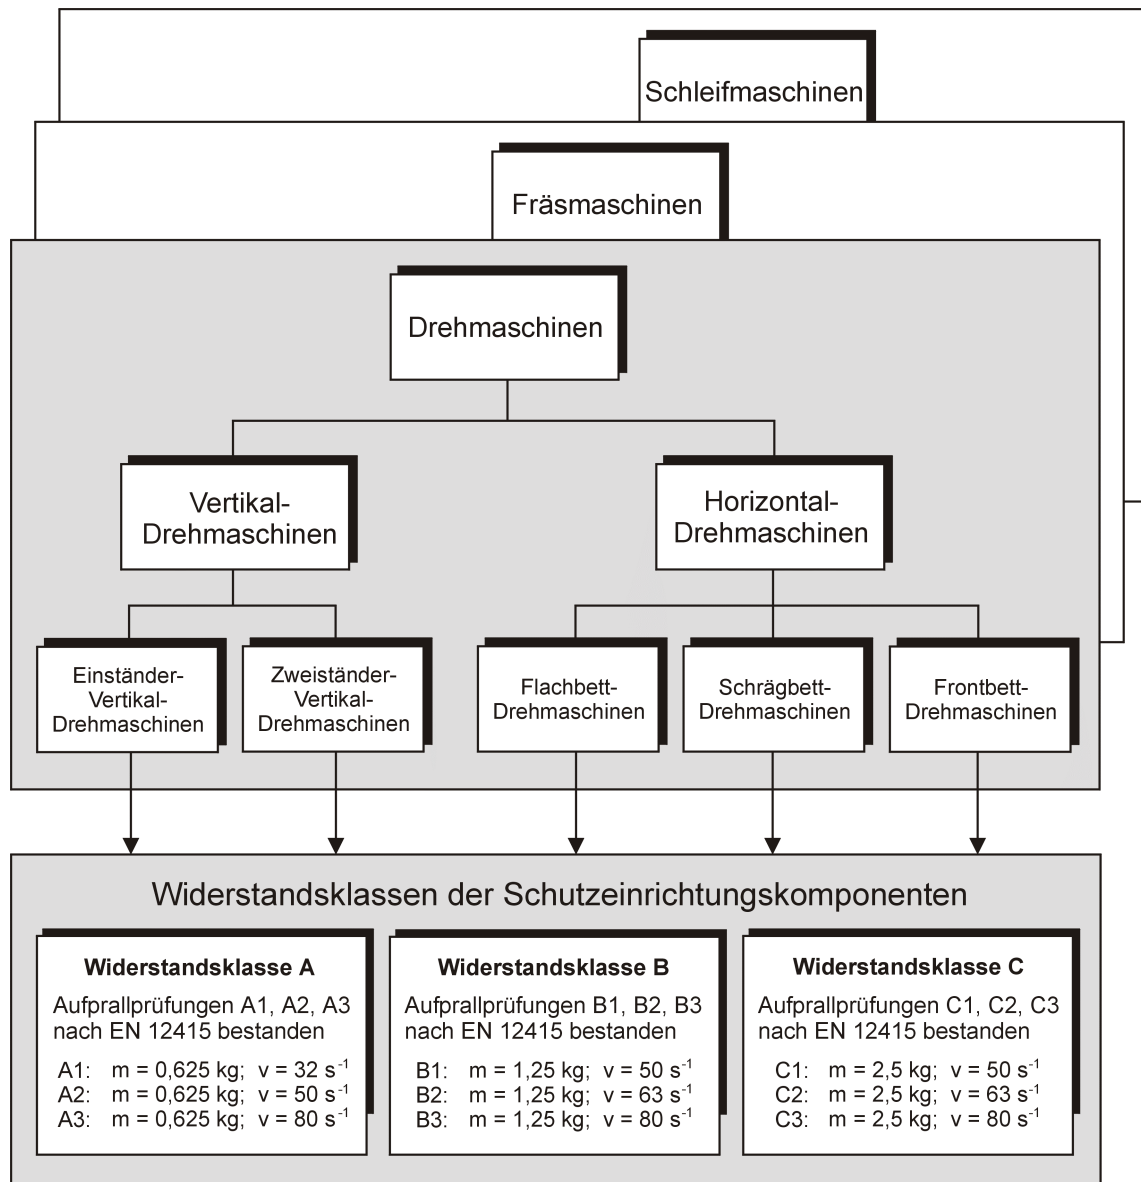 Schleifmaschinen
Fräsmaschinen
Drehmaschinen
Vertikal-
Drehmaschinen
Horizontal-
Drehmaschinen
Einständer-
Vertikal-
Drehmaschinen
Zweiständer-
Vertikal-
Drehmaschinen
Flachbett-
Drehmaschinen
Schrägbett-
Drehmaschinen
Frontbett-
Drehmaschinen
Widerstandsklassen der Schutzeinrichtungskomponenten
Widerstandsklasse A
Aufprallprüfungen A1, A2, A3
nach EN 12415 bestanden
A1: m = 0,625 kg; v = 32 s⁻¹
A2: m = 0,625 kg; v = 50 s⁻¹
A3: m = 0,625 kg; v = 80 s⁻¹
Widerstandsklasse B
Aufprallprüfungen B1, B2, B3
nach EN 12415 bestanden
B1: m = 1,25 kg; v = 50 s⁻¹
B2: m = 1,25 kg; v = 63 s⁻¹
B3: m = 1,25 kg; v = 80 s⁻¹
Widerstandsklasse C
Aufprallprüfungen C1, C2, C3
nach EN 12415 bestanden
C1: m = 2,5 kg; v = 50 s⁻¹
C2: m = 2,5 kg; v = 63 s⁻¹
C3: m = 2,5 kg; v = 80 s⁻¹